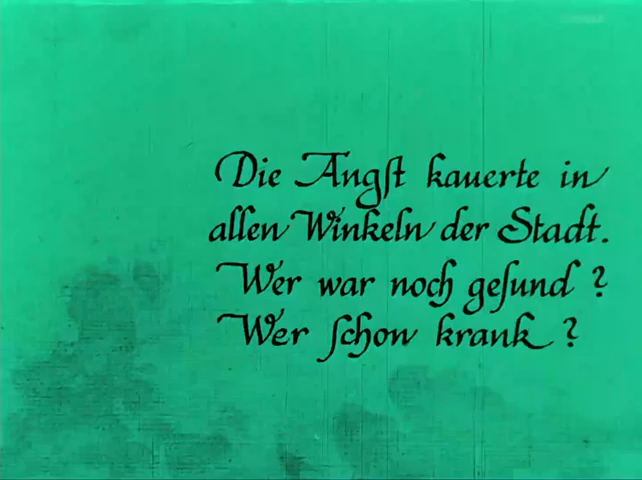 Die Angſt kauerte in
allen Winkeln der Stadt.
Wer war noch geſund ?
Wer ſchon krank ?